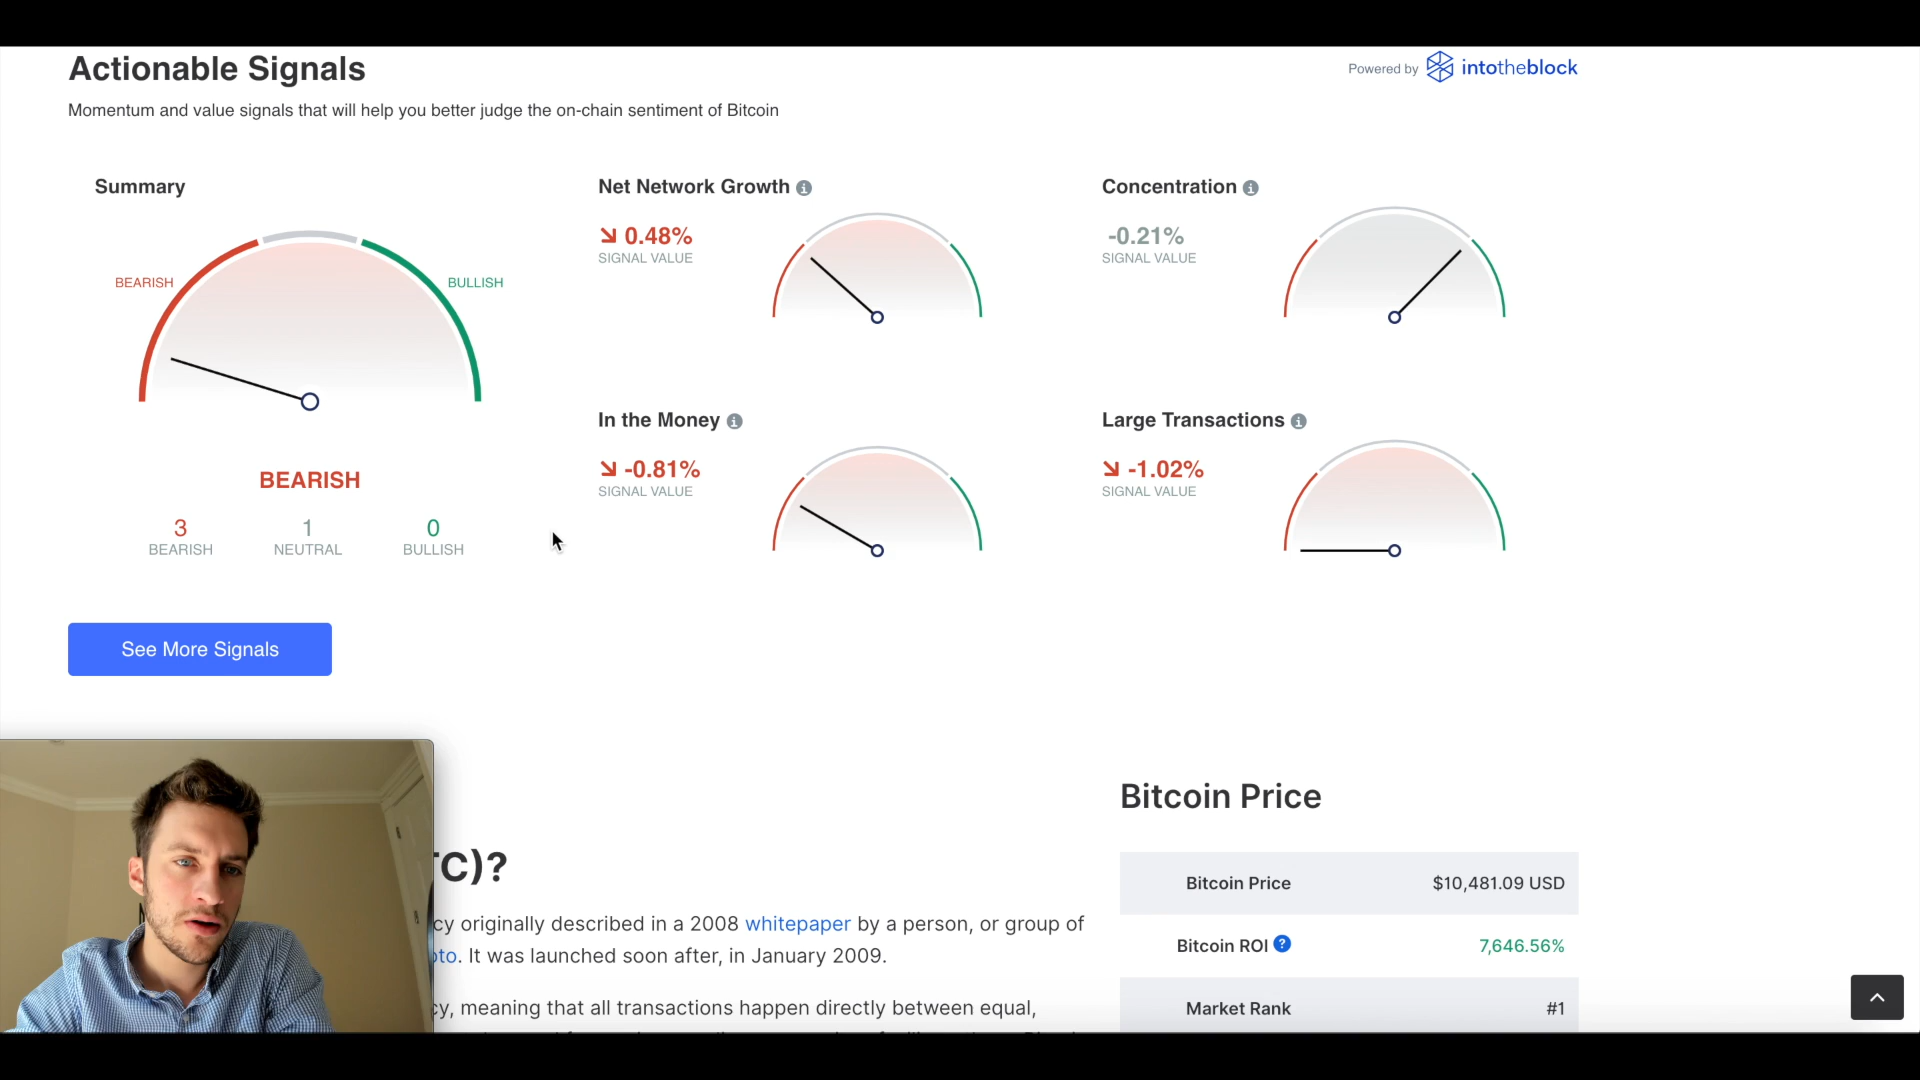 Actionable Signals
Powered by intotheblock
Momentum and value signals that will help you better judge the on-chain sentiment of Bitcoin
Summary
BEARISH
BULLISH
BEARISH
3
BEARISH
1
NEUTRAL
0
BULLISH
See More Signals
Net Network Growth
0.48%
SIGNAL VALUE
Concentration
-0.21%
SIGNAL VALUE
In the Money
-0.81%
SIGNAL VALUE
Large Transactions
-1.02%
SIGNAL VALUE
TC)?
cy originally described in a 2008 whitepaper by a person, or group of
oto. It was launched soon after, in January 2009.
cy, meaning that all transactions happen directly between equal,
Bitcoin Price
Bitcoin Price $10,481.09 USD
Bitcoin ROI 7,646.56%
Market Rank #1